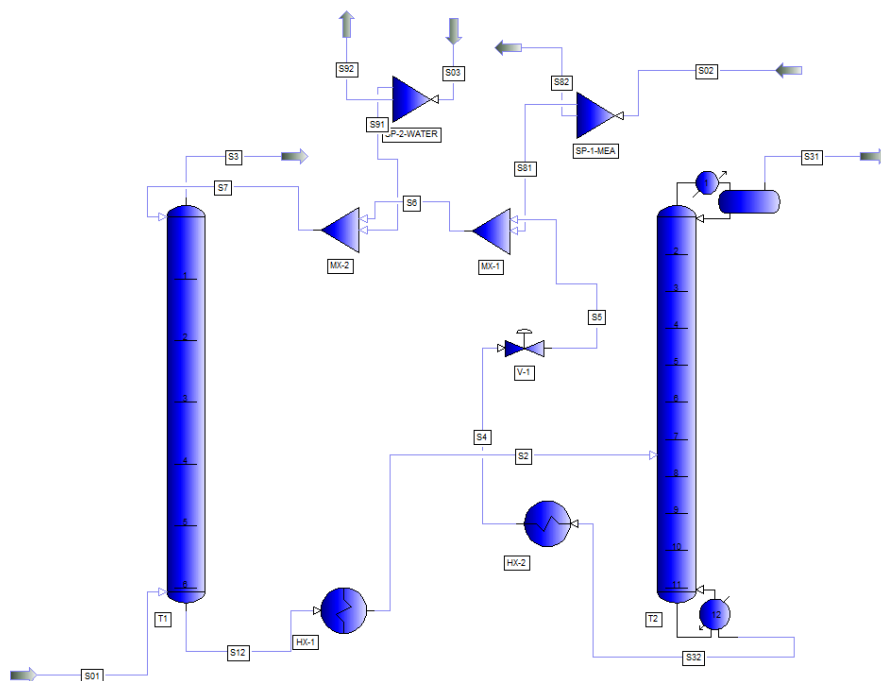 S92
S03
S82
S02
S91
SP-2-WATER
SP-1-MEA
S3
S81
1
S31
S7
S6
MX-2
MX-1
2
1
3
S5
4
2
V-1
5
3
6
S4
7
S2
4
8
9
5
HX-2
10
6
11
T1
12
HX-1
T2
S12
S32
S01